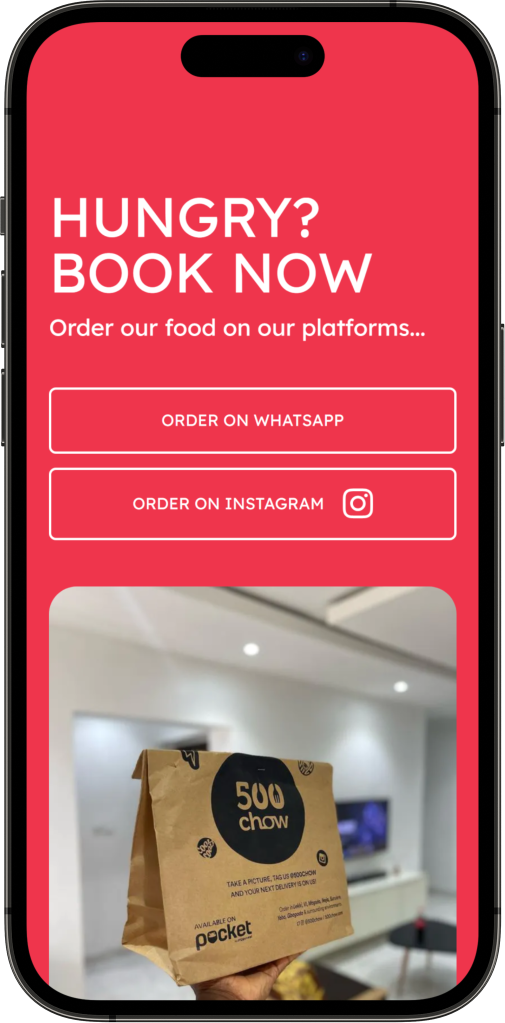 HUNGRY?
BOOK NOW
Order our food on our platforms...
ORDER ON WHATSAPP
ORDER ON INSTAGRAM
500
chow
TAKE A PICTURE, TAG US @500CHOW
AND YOUR NEXT DELIVERY IS ON US!
AVAILABLE ON
pocket